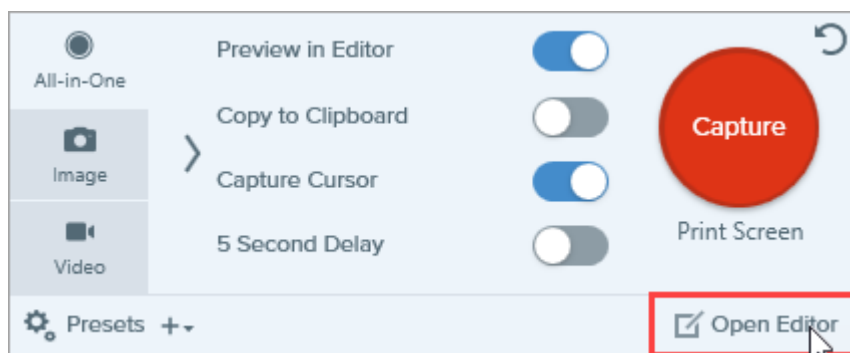 All-in-One
Image
Video
Preview in Editor
Copy to Clipboard
Capture Cursor
5 Second Delay
Capture
Print Screen
Presets
Open Editor